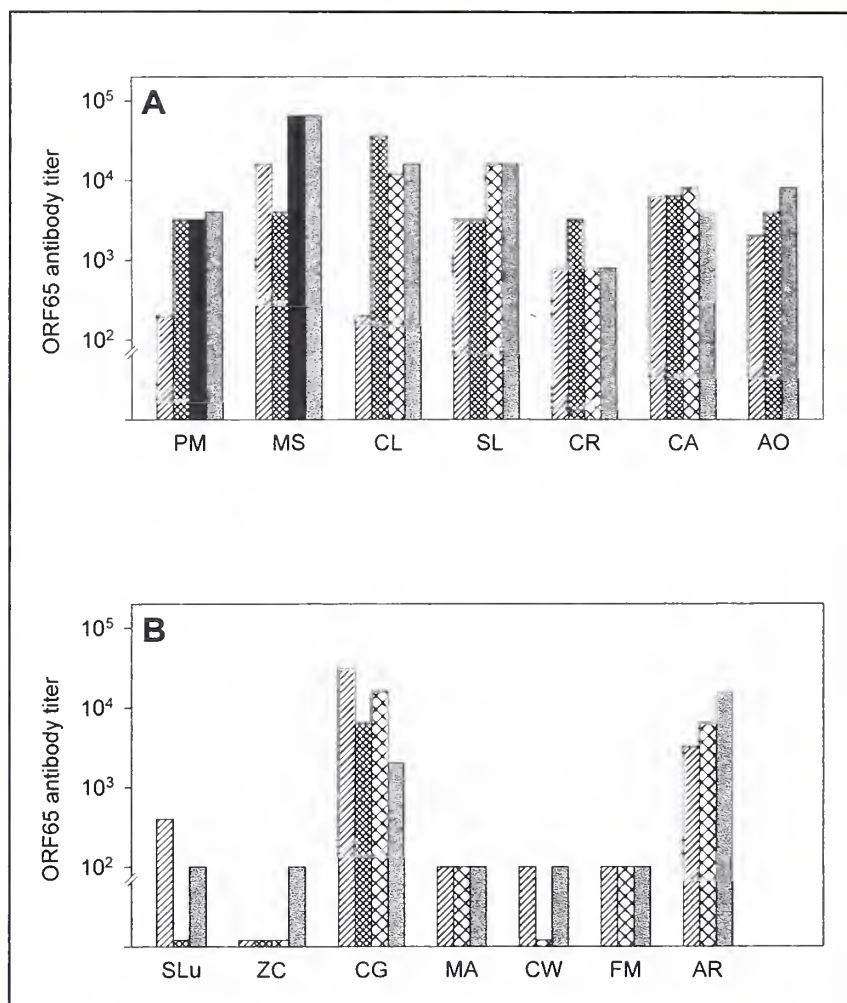 A
10⁵
10⁴
10³
10²
ORF65 antibody titer
PM MS CL SL CR CA AO
B
10⁵
10⁴
10³
10²
ORF65 antibody titer
SLu ZC CG MA CW FM AR